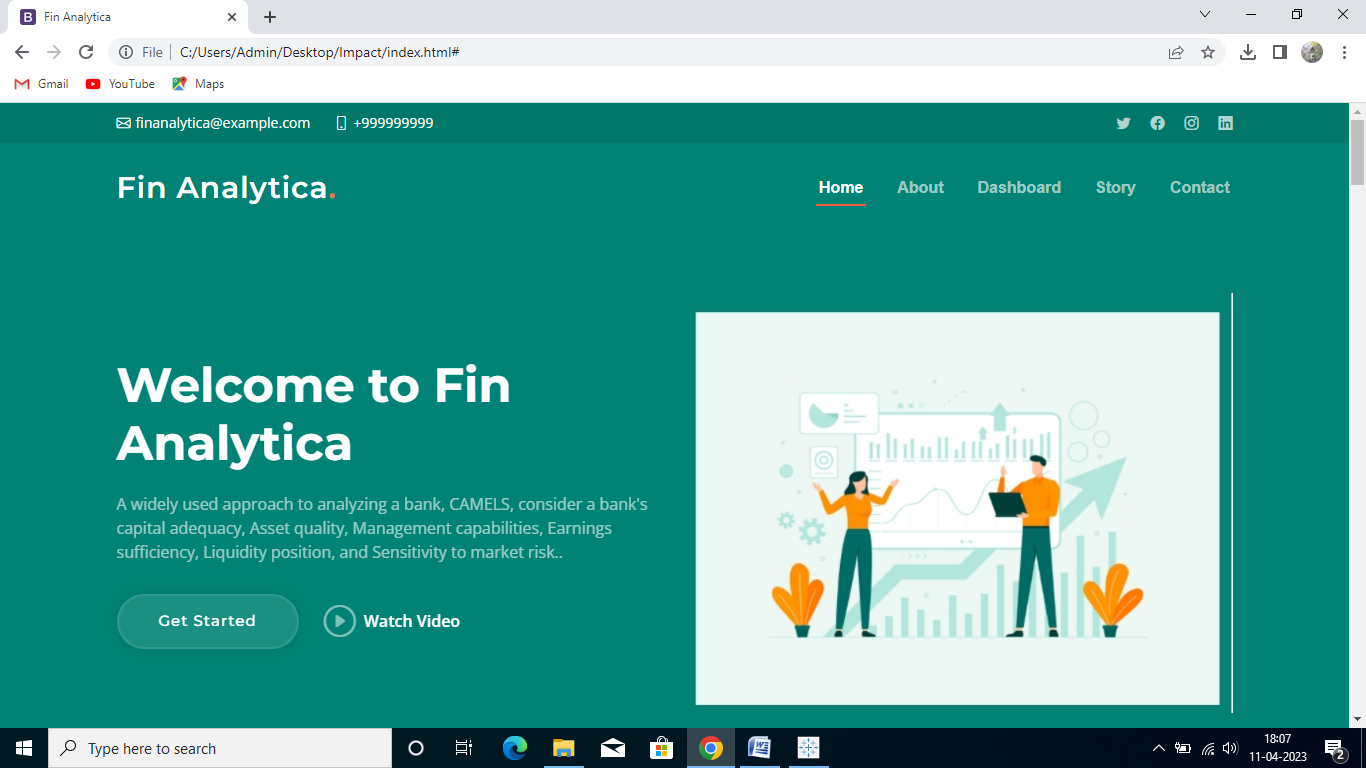 Fin Analytica
File
C:/Users/Admin/Desktop/Impact/index.html#
Gmail
YouTube
Maps
finanalytica@example.com
+999999999
Fin Analytica.
Home
About
Dashboard
Story
Contact
Welcome to Fin
Analytica
A widely used approach to analyzing a bank, CAMELS, consider a bank's
capital adequacy, Asset quality, Management capabilities, Earnings
sufficiency, Liquidity position, and Sensitivity to market risk..
Get Started
Watch Video
Type here to search
18:07
11-04-2023
2